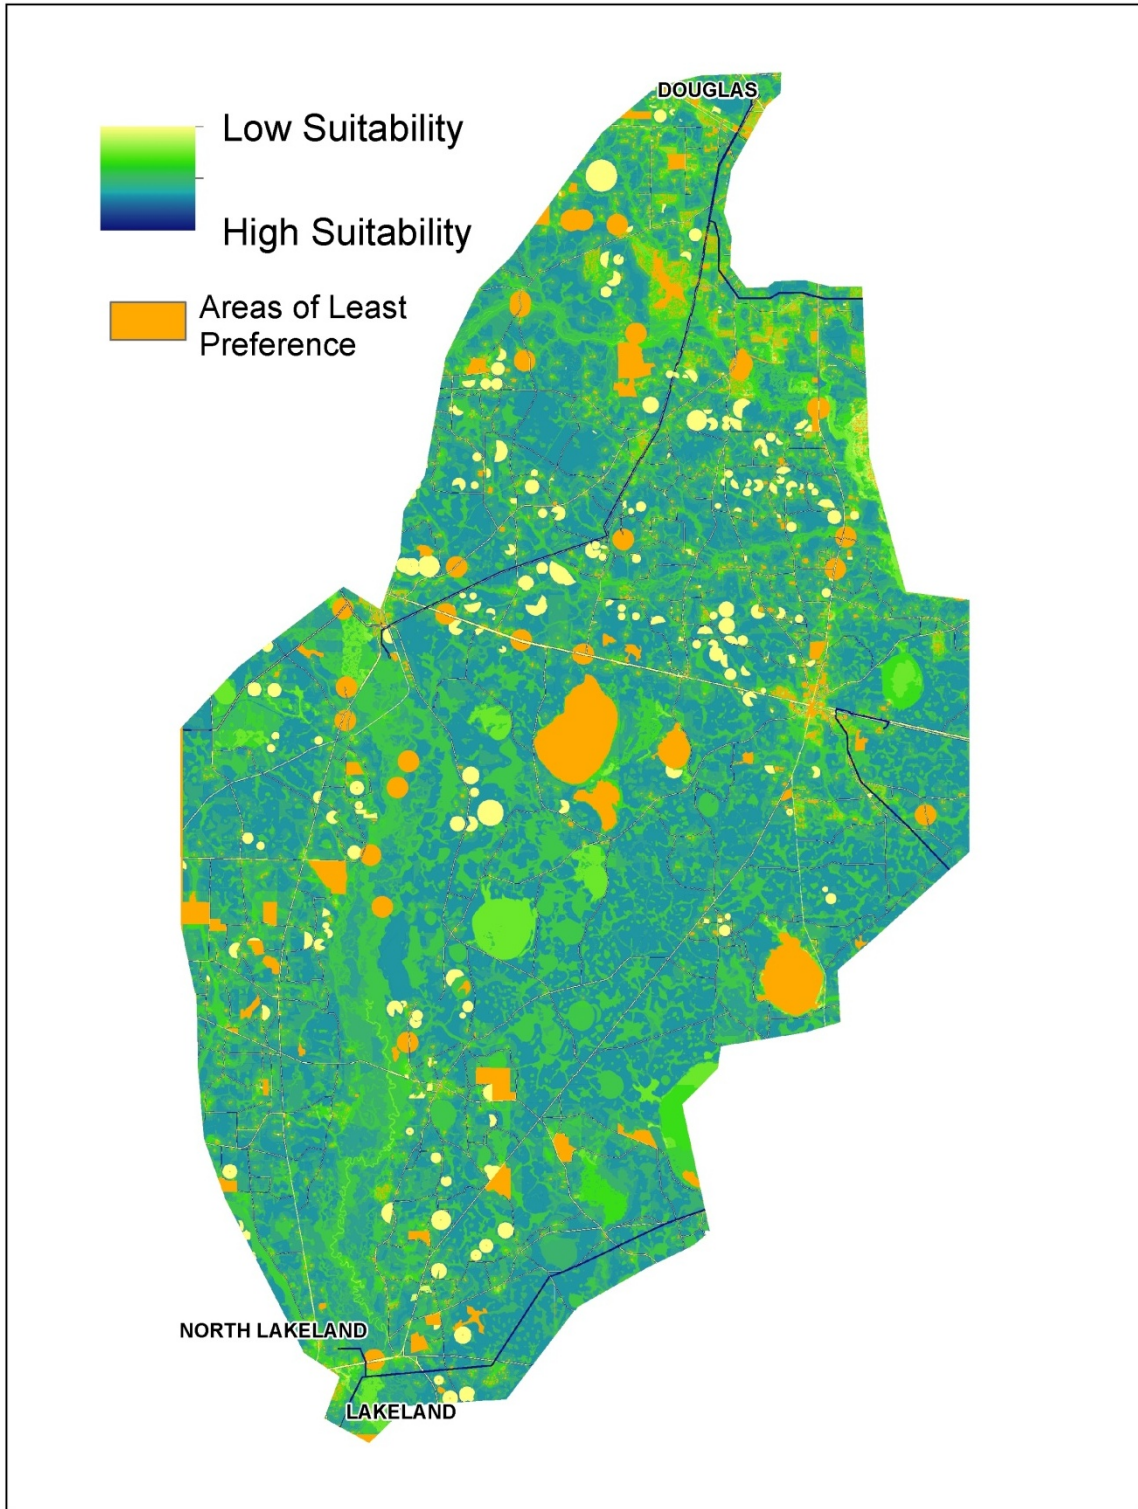 DOUGLAS
Low Suitability
High Suitability
Areas of Least
Preference
NORTH LAKELAND
LAKELAND